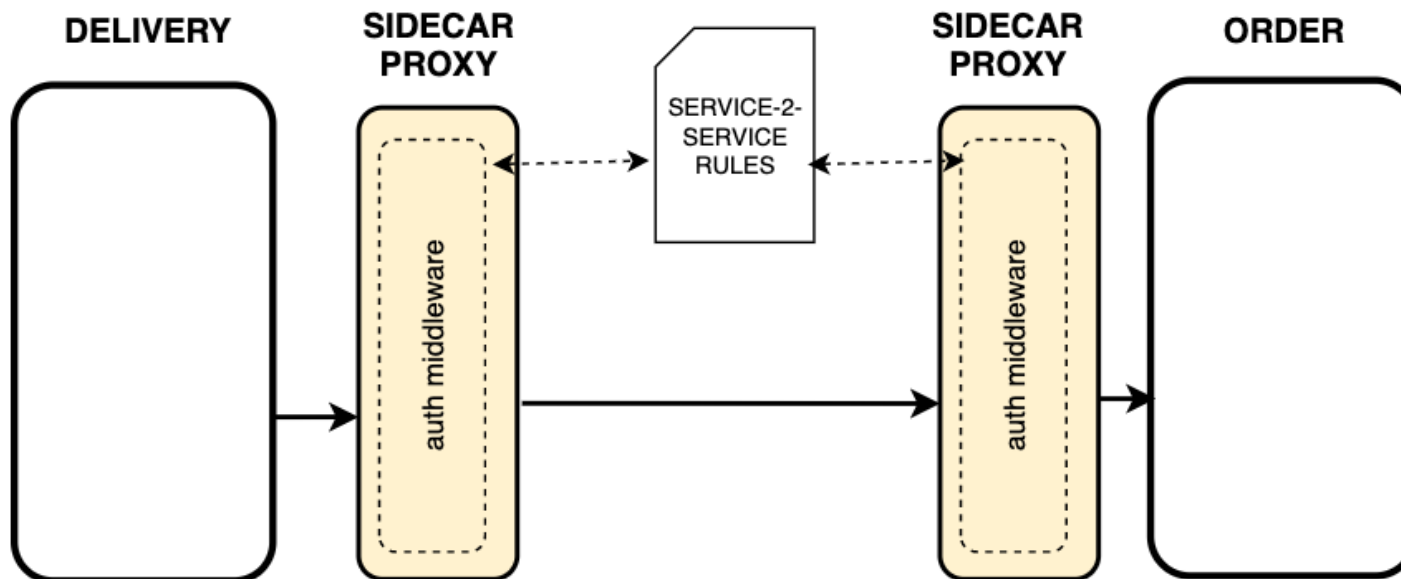 DELIVERY
SIDECAR
PROXY
SERVICE-2-
SERVICE
RULES
SIDECAR
PROXY
ORDER
auth middleware
auth middleware